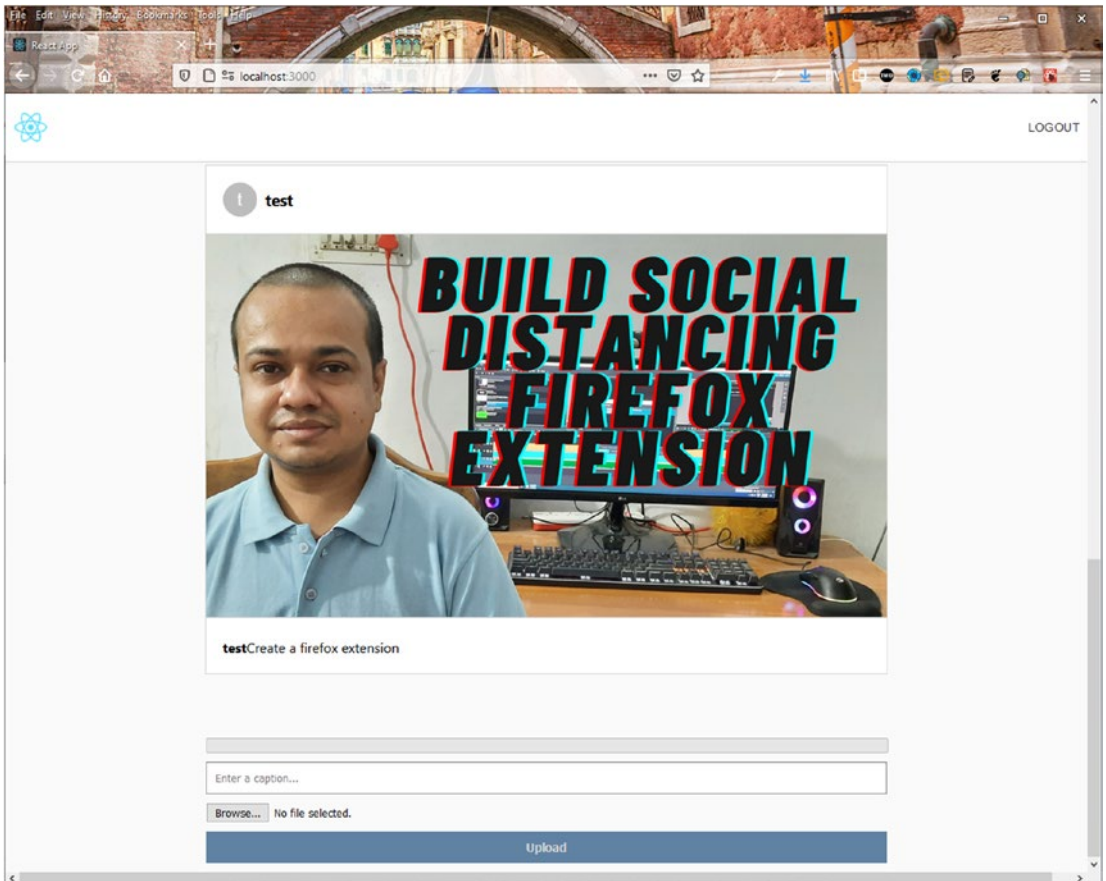 File Edit View History Bookmarks Tools Help
React App
localhost:3000
LOGOUT
t test
BUILD SOCIAL
DISTANCING
FIREFOX
EXTENSION
testCreate a firefox extension
Enter a caption...
Browse... No file selected.
Upload